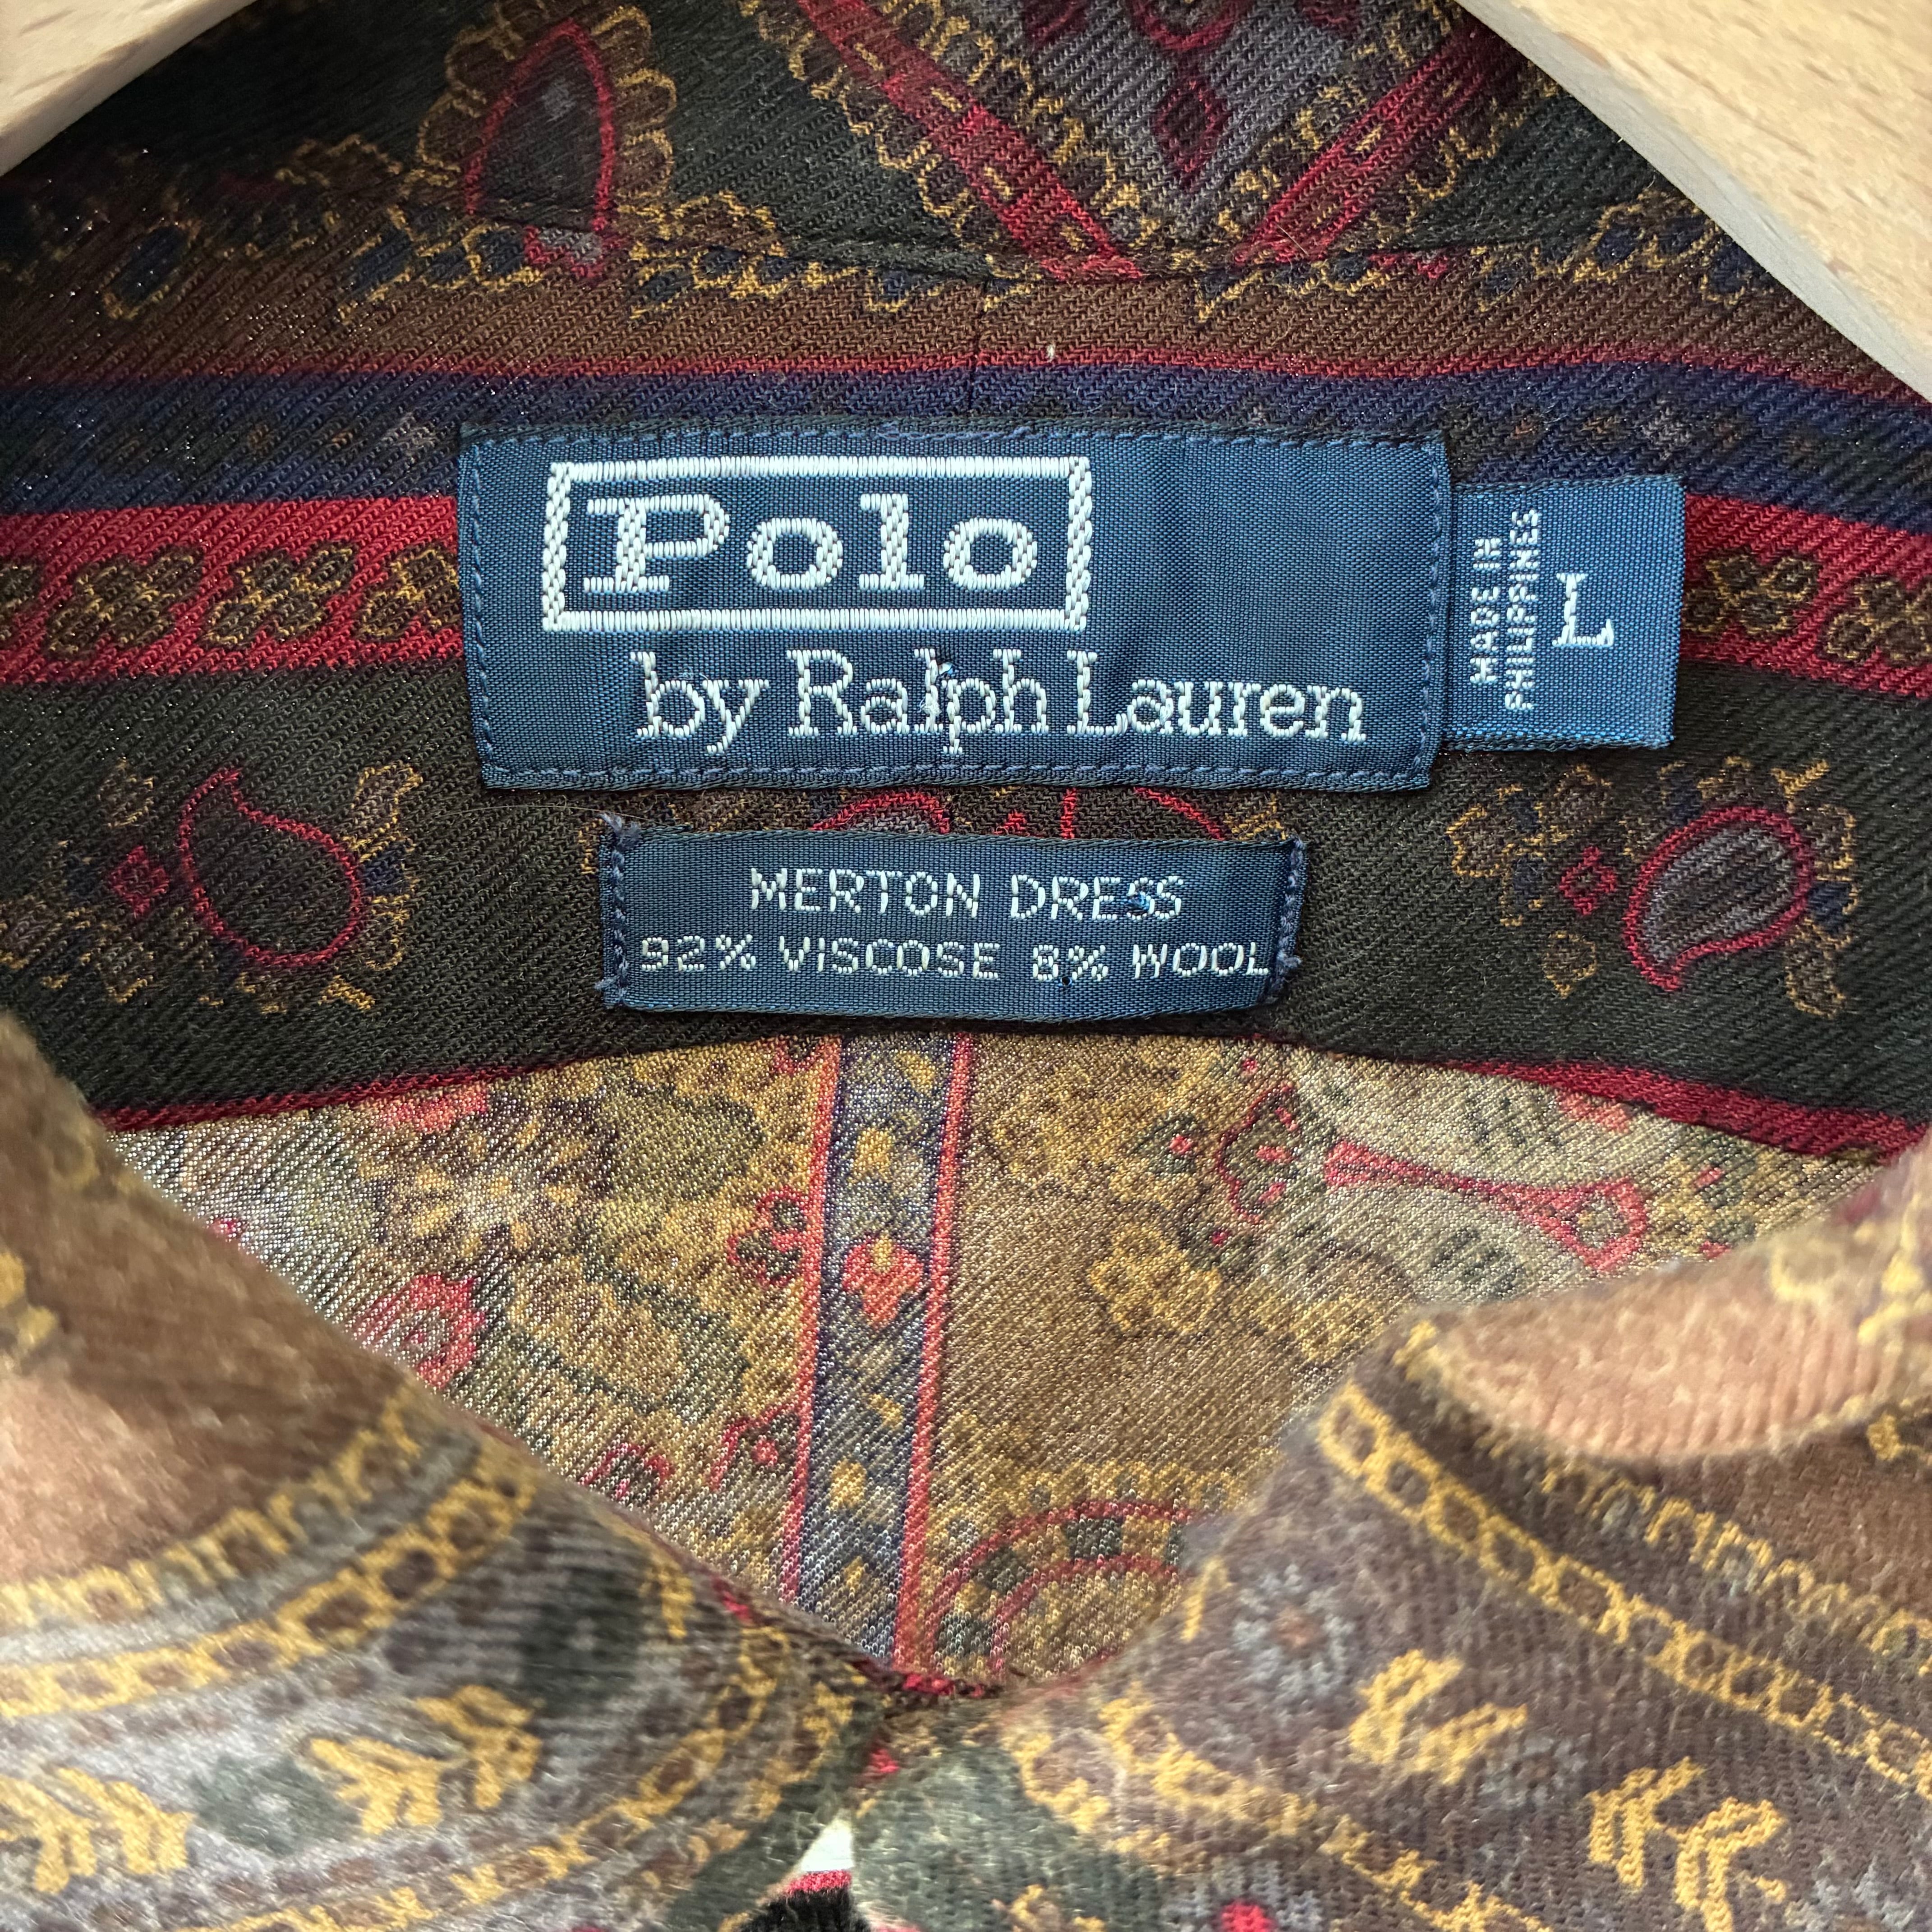 Polo
by Ralph Lauren
MADE IN
PHILIPPINES
L
MERTON DRESS
92% VISCOSE 8% WOOL